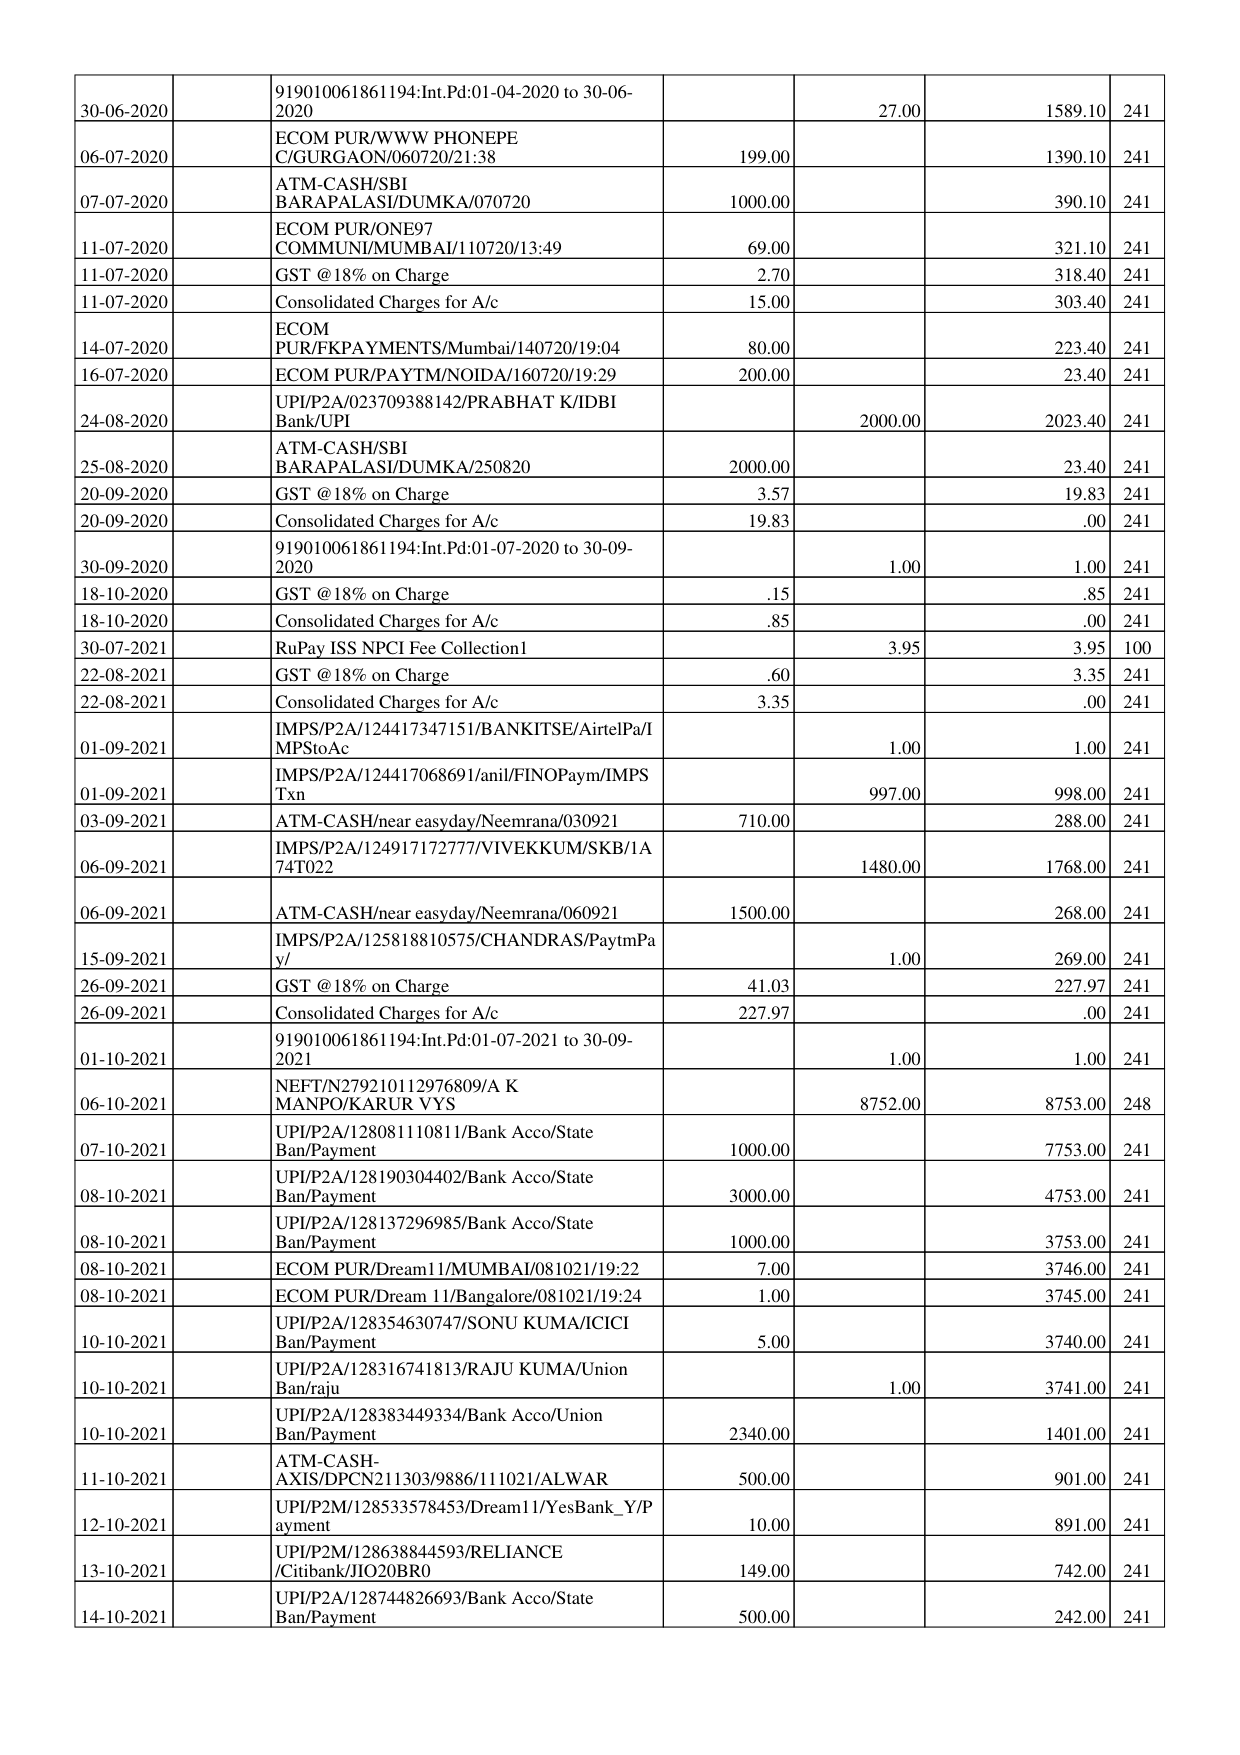 919010061861194:Int.Pd:01-04-2020 to 30-06-
30-06-2020 2020 27.00 1589.10 241
ECOM PUR/WWW PHONEPE
06-07-2020 C/GURGAON/060720/21:38 199.00 1390.10 241
ATM-CASH/SBI
07-07-2020 BARAPALASI/DUMKA/070720 1000.00 390.10 241
ECOM PUR/ONE97
11-07-2020 COMMUNI/MUMBAI/110720/13:49 69.00 321.10 241
11-07-2020 GST @18% on Charge 2.70 318.40 241
11-07-2020 Consolidated Charges for A/c 15.00 303.40 241
ECOM
14-07-2020 PUR/FKPAYMENTS/Mumbai/140720/19:04 80.00 223.40 241
16-07-2020 ECOM PUR/PAYTM/NOIDA/160720/19:29 200.00 23.40 241
UPI/P2A/023709388142/PRABHAT K/IDBI
24-08-2020 Bank/UPI 2000.00 2023.40 241
ATM-CASH/SBI
25-08-2020 BARAPALASI/DUMKA/250820 2000.00 23.40 241
20-09-2020 GST @18% on Charge 3.57 19.83 241
20-09-2020 Consolidated Charges for A/c 19.83 .00 241
919010061861194:Int.Pd:01-07-2020 to 30-09-
30-09-2020 2020 1.00 1.00 241
18-10-2020 GST @18% on Charge .15 .85 241
18-10-2020 Consolidated Charges for A/c .85 .00 241
30-07-2021 RuPay ISS NPCI Fee Collection1 3.95 3.95 100
22-08-2021 GST @18% on Charge .60 3.35 241
22-08-2021 Consolidated Charges for A/c 3.35 .00 241
IMPS/P2A/124417347151/BANKITSE/AirtelPa/I
01-09-2021 MPStoAc 1.00 1.00 241
IMPS/P2A/124417068691/anil/FINOPaym/IMPS
01-09-2021 Txn 997.00 998.00 241
03-09-2021 ATM-CASH/near easyday/Neemrana/030921 710.00 288.00 241
IMPS/P2A/124917172777/VIVEKKUM/SKB/1A
06-09-2021 74T022 1480.00 1768.00 241
06-09-2021 ATM-CASH/near easyday/Neemrana/060921 1500.00 268.00 241
IMPS/P2A/125818810575/CHANDRAS/PaytmPa
15-09-2021 y/ 1.00 269.00 241
26-09-2021 GST @18% on Charge 41.03 227.97 241
26-09-2021 Consolidated Charges for A/c 227.97 .00 241
919010061861194:Int.Pd:01-07-2021 to 30-09-
01-10-2021 2021 1.00 1.00 241
NEFT/N279210112976809/A K
06-10-2021 MANPO/KARUR VYS 8752.00 8753.00 248
UPI/P2A/128081110811/Bank Acco/State
07-10-2021 Ban/Payment 1000.00 7753.00 241
UPI/P2A/128190304402/Bank Acco/State
08-10-2021 Ban/Payment 3000.00 4753.00 241
UPI/P2A/128137296985/Bank Acco/State
08-10-2021 Ban/Payment 1000.00 3753.00 241
08-10-2021 ECOM PUR/Dream11/MUMBAI/081021/19:22 7.00 3746.00 241
08-10-2021 ECOM PUR/Dream 11/Bangalore/081021/19:24 1.00 3745.00 241
UPI/P2A/128354630747/SONU KUMA/ICICI
10-10-2021 Ban/Payment 5.00 3740.00 241
UPI/P2A/128316741813/RAJU KUMA/Union
10-10-2021 Ban/raju 1.00 3741.00 241
UPI/P2A/128383449334/Bank Acco/Union
10-10-2021 Ban/Payment 2340.00 1401.00 241
ATM-CASH-
11-10-2021 AXIS/DPCN211303/9886/111021/ALWAR 500.00 901.00 241
UPI/P2M/128533578453/Dream11/YesBank_Y/P
12-10-2021 ayment 10.00 891.00 241
UPI/P2M/128638844593/RELIANCE
13-10-2021 /Citibank/JIO20BR0 149.00 742.00 241
UPI/P2A/128744826693/Bank Acco/State
14-10-2021 Ban/Payment 500.00 242.00 241